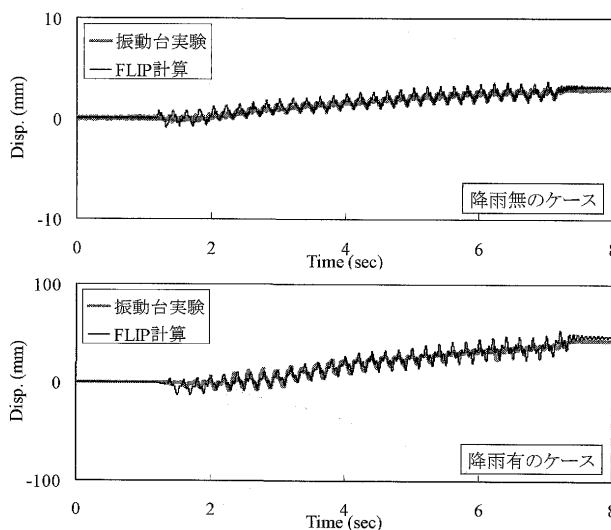 10
振動台実験
FLIP計算
Disp. (mm)
0
降雨無のケース
-10
0 2 4 6 8
Time (sec)
100
振動台実験
FLIP計算
Disp. (mm)
0
降雨有のケース
-100
0 2 4 6 8
Time (sec)